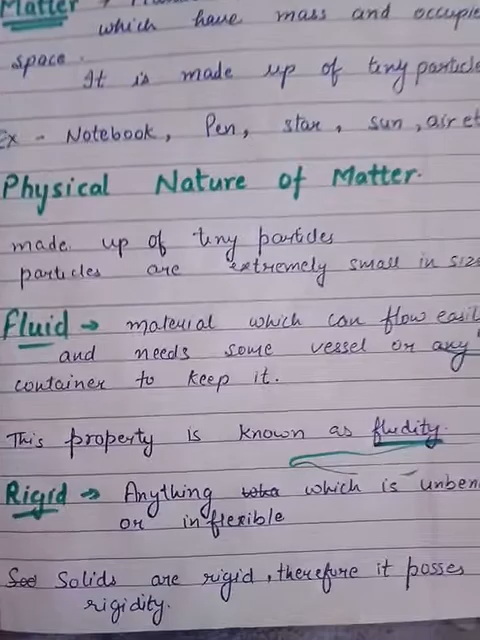 Matter →
which have mass and occupie
space.
It is made up of tiny particle
Ex - Notebook, Pen, star, sun, air et
Physical Nature of Matter.
made up of tiny particles
particles are extremely small in size
Fluid → material which can flow easil
and needs some vessel or any
container to keep it.
This property is known as fludity.
Rigid → Anything which is unben
or inflexible
Solids are rigid, therefore it posses
rigidity.